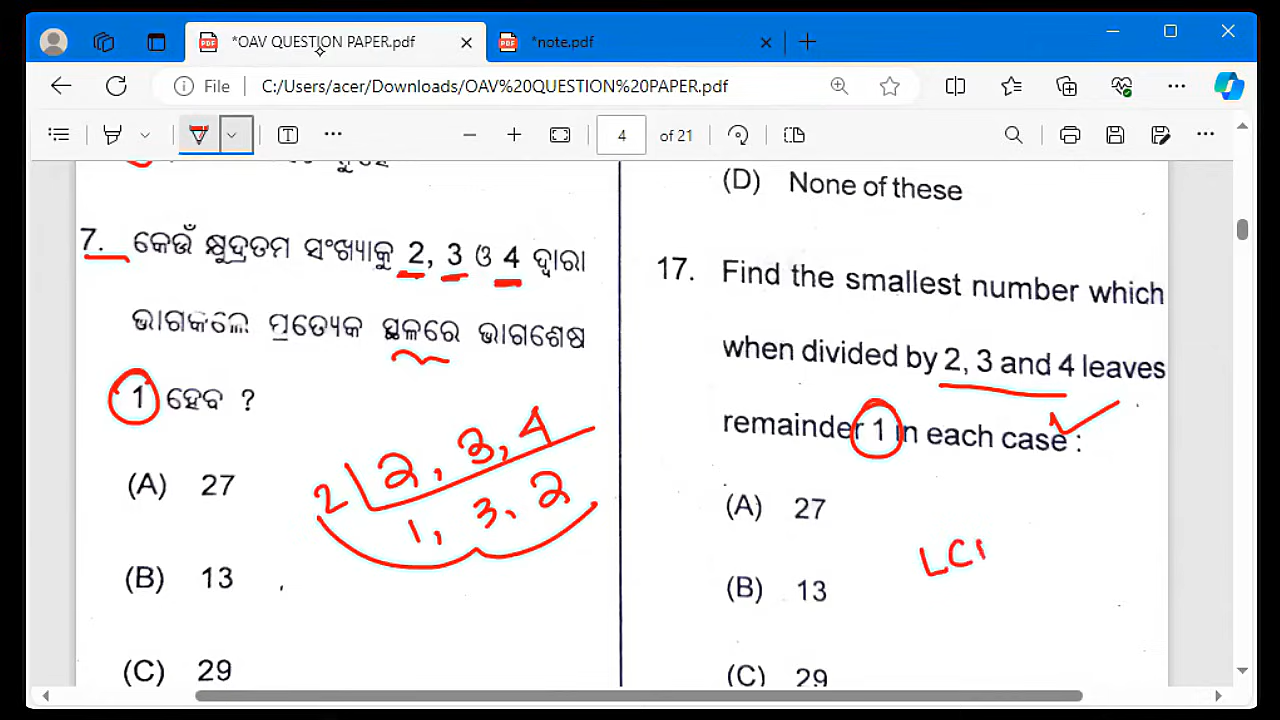 *OAV QUESTION PAPER.pdf
*note.pdf
File
C:/Users/acer/Downloads/OAV%20QUESTION%20PAPER.pdf
4 of 21
7. କେଉଁ କ୍ଷୁଦ୍ରତମ ସଂଖ୍ୟାକୁ 2, 3 ଓ 4 ଦ୍ୱାରା
ଭାଗକଲେ ପ୍ରତ୍ୟେକ ସ୍ଥଳରେ ଭାଗଶେଷ
1 ହେବ ?
2 2, 3, 4
1, 3, 2
(A) 27
(B) 13
(C) 29
(D) None of these
17. Find the smallest number which
when divided by 2, 3 and 4 leaves
remainder 1 in each case :
(A) 27
LC
(B) 13
(C) 29